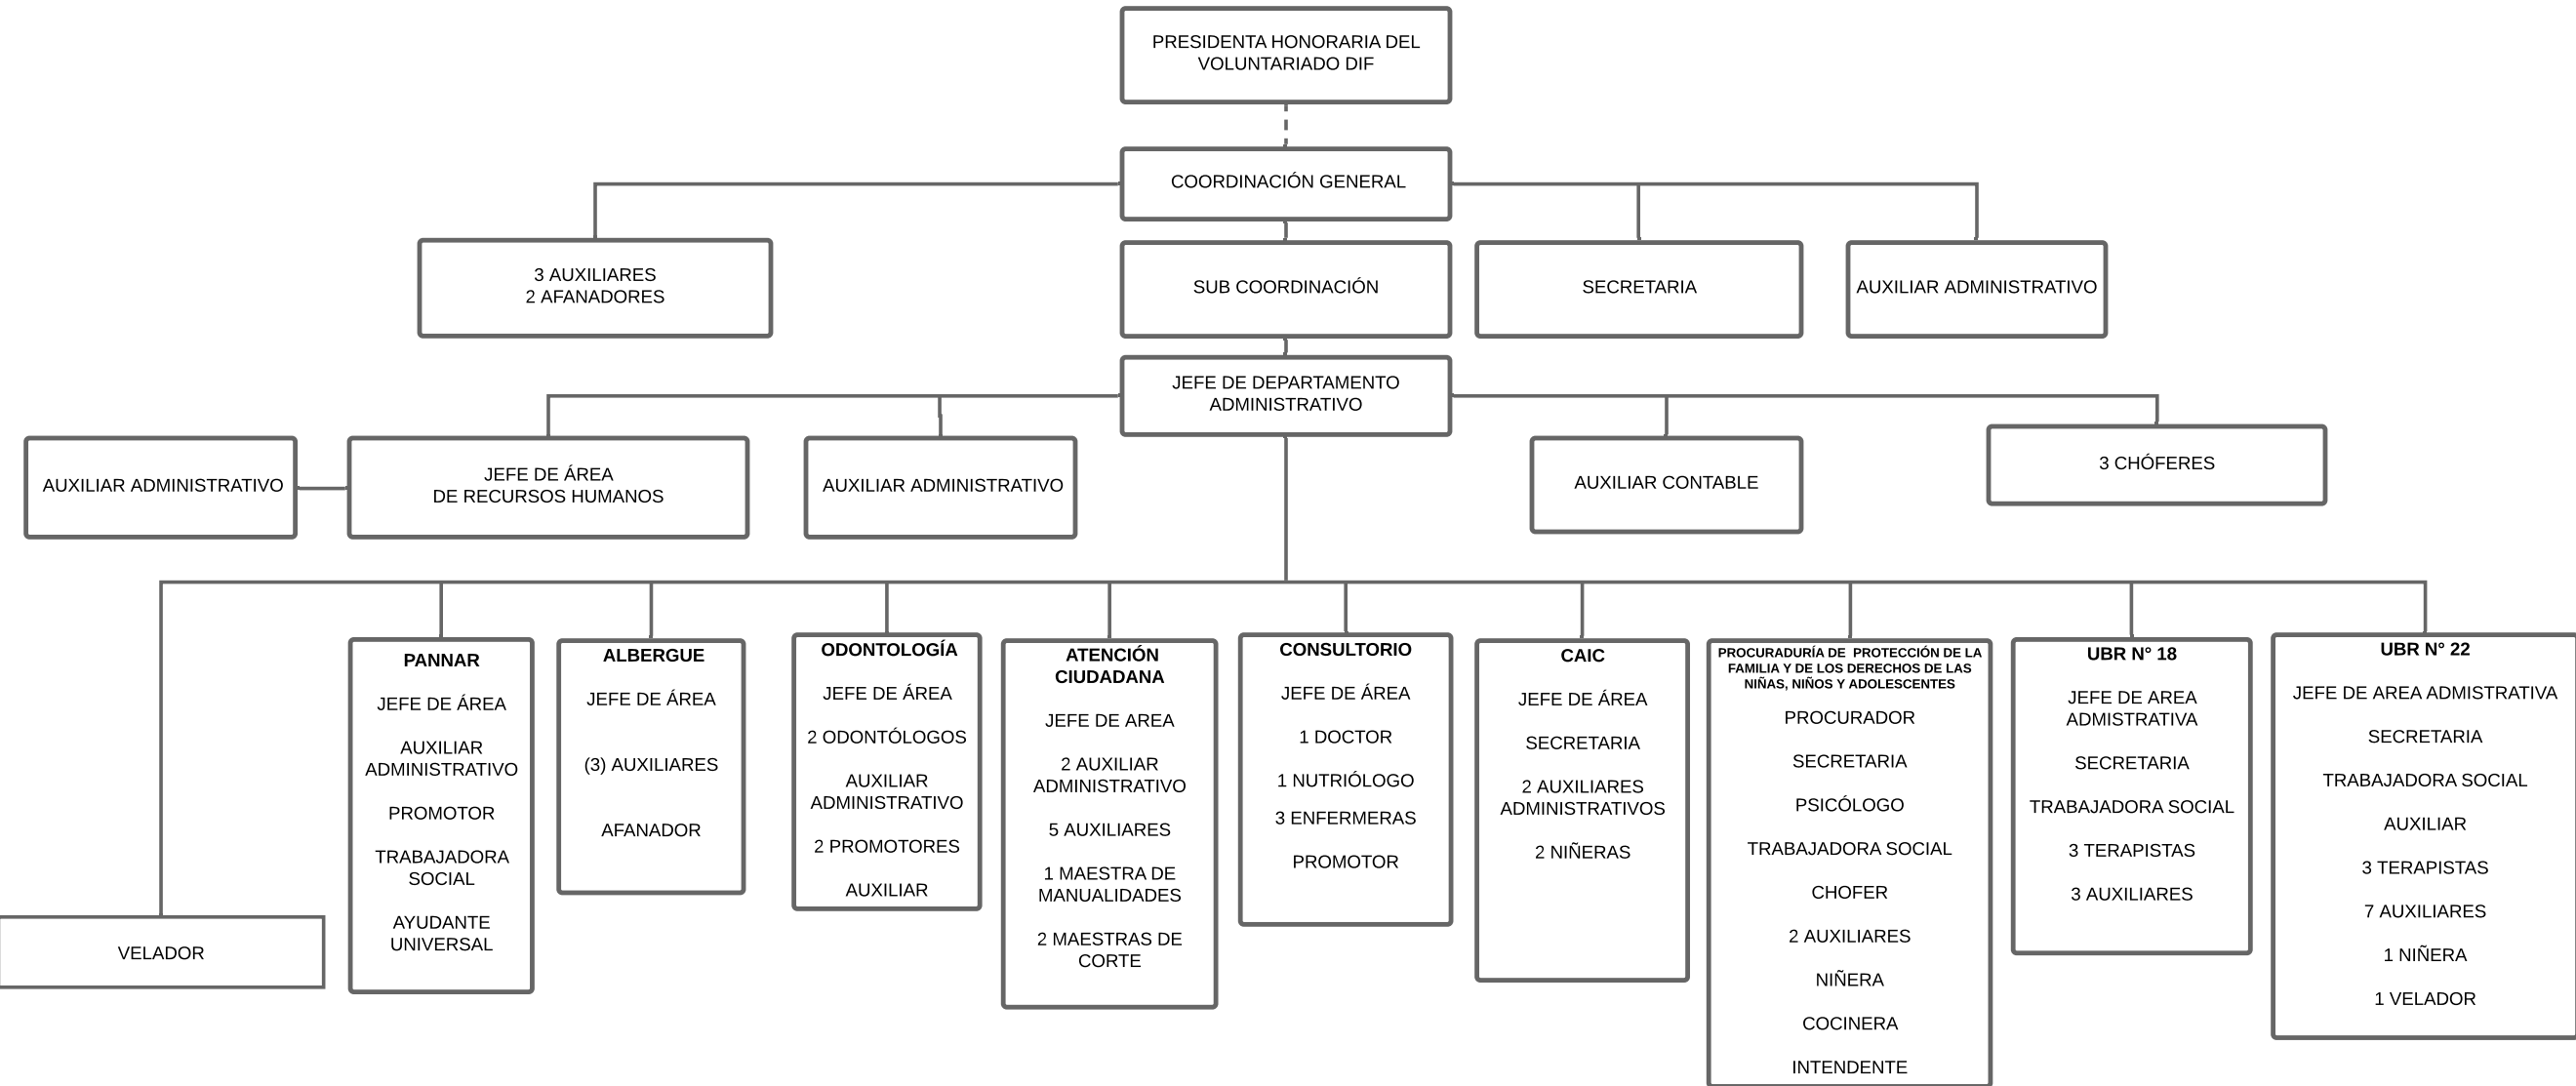 PRESIDENTA HONORARIA DEL
VOLUNTARIADO DIF
COORDINACIÓN GENERAL
3 AUXILIARES
2 AFANADORES
SUB COORDINACIÓN
SECRETARIA
AUXILIAR ADMINISTRATIVO
JEFE DE DEPARTAMENTO
ADMINISTRATIVO
AUXILIAR ADMINISTRATIVO
JEFE DE ÁREA
DE RECURSOS HUMANOS
AUXILIAR ADMINISTRATIVO
AUXILIAR CONTABLE
3 CHÓFERES
VELADOR
PANNAR
JEFE DE ÁREA
AUXILIAR
ADMINISTRATIVO
PROMOTOR
TRABAJADORA
SOCIAL
AYUDANTE
UNIVERSAL
ALBERGUE
JEFE DE ÁREA
(3) AUXILIARES
AFANADOR
ODONTOLOGÍA
JEFE DE ÁREA
2 ODONTÓLOGOS
AUXILIAR
ADMINISTRATIVO
2 PROMOTORES
AUXILIAR
ATENCIÓN
CIUDADANA
JEFE DE AREA
2 AUXILIAR
ADMINISTRATIVO
5 AUXILIARES
1 MAESTRA DE
MANUALIDADES
2 MAESTRAS DE
CORTE
CONSULTORIO
JEFE DE ÁREA
1 DOCTOR
1 NUTRIÓLOGO
3 ENFERMERAS
PROMOTOR
CAIC
JEFE DE ÁREA
SECRETARIA
2 AUXILIARES
ADMINISTRATIVOS
2 NIÑERAS
PROCURADURÍA DE  PROTECCIÓN DE LA
FAMILIA Y DE LOS DERECHOS DE LAS
NIÑAS, NIÑOS Y ADOLESCENTES
PROCURADOR
SECRETARIA
PSICÓLOGO
TRABAJADORA SOCIAL
CHOFER
2 AUXILIARES
NIÑERA
COCINERA
INTENDENTE
UBR N° 18
JEFE DE AREA
ADMISTRATIVA
SECRETARIA
TRABAJADORA SOCIAL
3 TERAPISTAS
3 AUXILIARES
UBR N° 22
JEFE DE AREA ADMISTRATIVA
SECRETARIA
TRABAJADORA SOCIAL
AUXILIAR
3 TERAPISTAS
7 AUXILIARES
1 NIÑERA
1 VELADOR